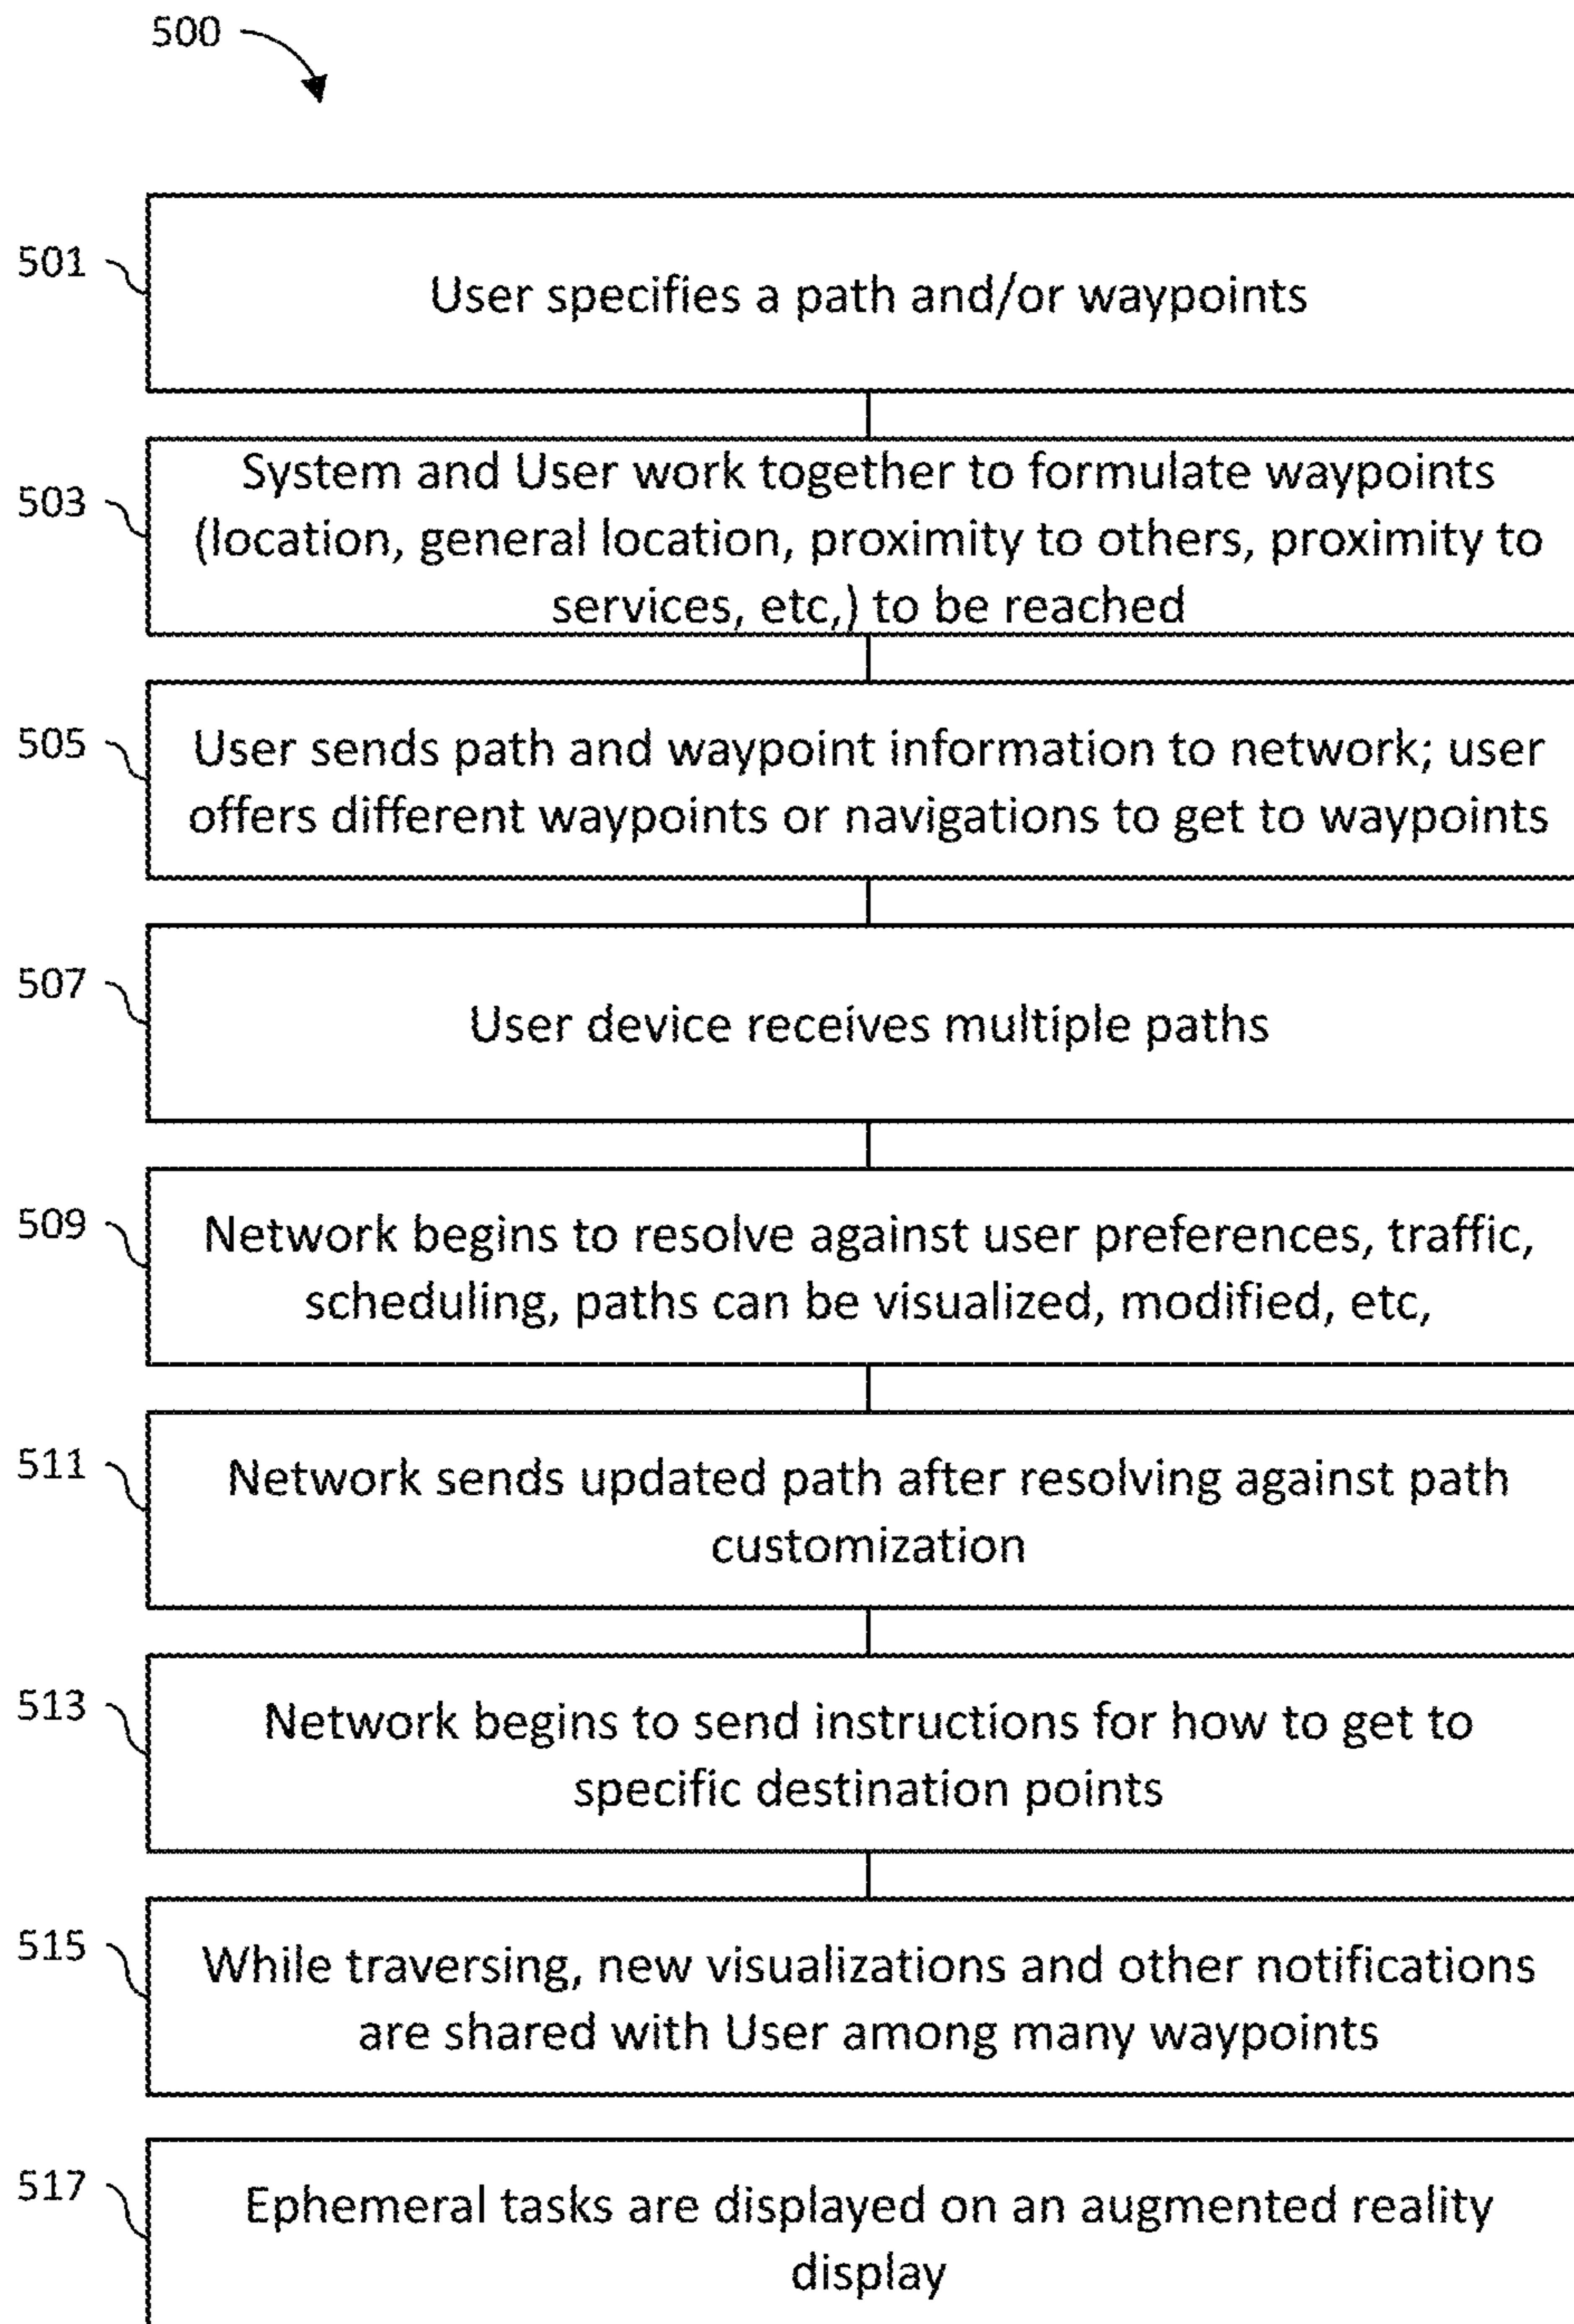 500
501
User specifies a path and/or waypoints
503
System and User work together to formulate waypoints
(location, general location, proximity to others, proximity to
services, etc,) to be reached
505
User sends path and waypoint information to network; user
offers different waypoints or navigations to get to waypoints
507
User device receives multiple paths
509
Network begins to resolve against user preferences, traffic,
scheduling, paths can be visualized, modified, etc,
511
Network sends updated path after resolving against path
customization
513
Network begins to send instructions for how to get to
specific destination points
515
While traversing, new visualizations and other notifications
are shared with User among many waypoints
517
Ephemeral tasks are displayed on an augmented reality
display